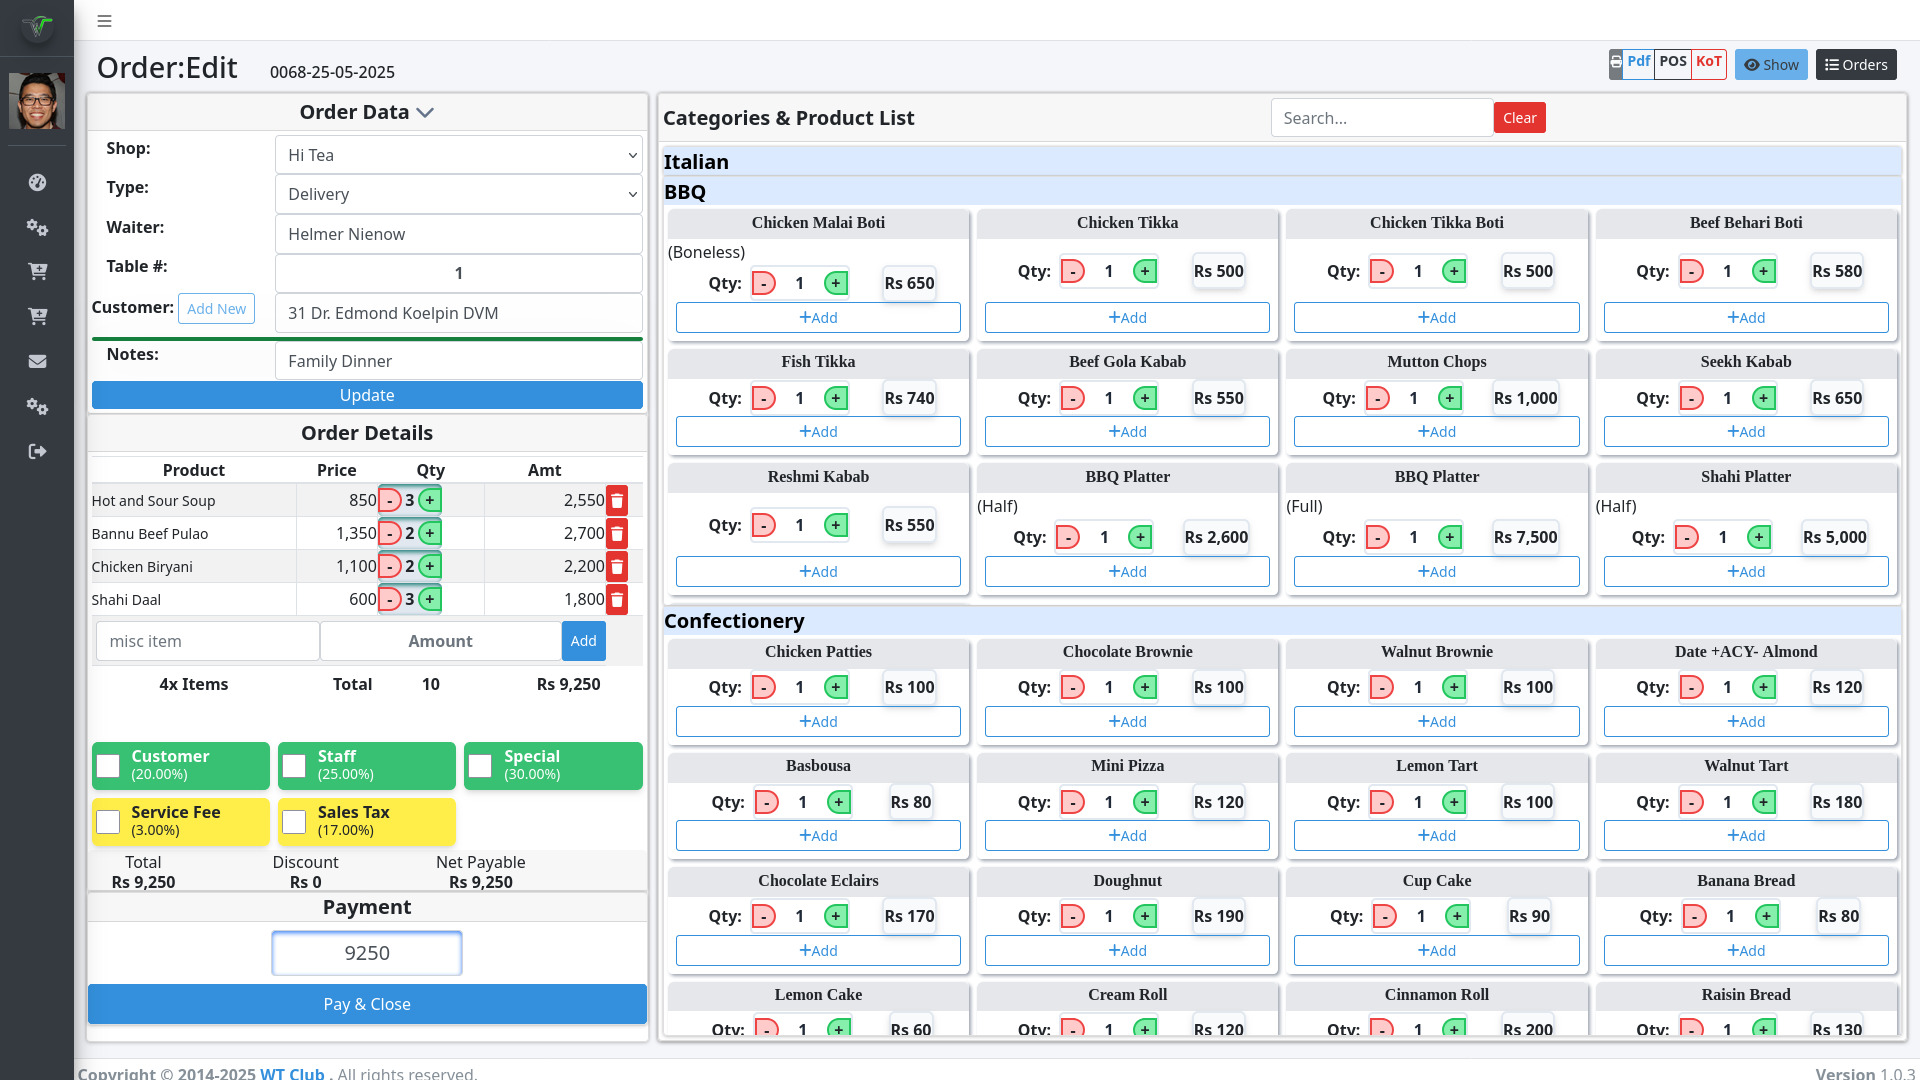 Order:Edit 0068-25-05-2025
Pdf POS KoT Show Orders
Order Data
Shop: Hi Tea
Type: Delivery
Waiter: Helmer Nienow
Table #: 1
Customer: Add New 31 Dr. Edmond Koelpin DVM
Notes: Family Dinner
Update
Order Details
Product Price Qty Amt
Hot and Sour Soup 850 - 3 + 2,550
Bannu Beef Pulao 1,350 - 2 + 2,700
Chicken Biryani 1,100 - 2 + 2,200
Shahi Daal 600 - 3 + 1,800
misc item Amount Add
4x Items Total 10 Rs 9,250
Customer Staff Special
(20.00%) (25.00%) (30.00%)
Service Fee Sales Tax
(3.00%) (17.00%)
Total Discount Net Payable
Rs 9,250 Rs 0 Rs 9,250
Payment
9250
Pay & Close
Categories & Product List Search... Clear
Italian
BBQ
Chicken Malai Boti Chicken Tikka Chicken Tikka Boti Beef Behari Boti
(Boneless)
Qty: - 1 + Rs 650 Qty: - 1 + Rs 500 Qty: - 1 + Rs 500 Qty: - 1 + Rs 580
+Add +Add +Add +Add
Fish Tikka Beef Gola Kabab Mutton Chops Seekh Kabab
Qty: - 1 + Rs 740 Qty: - 1 + Rs 550 Qty: - 1 + Rs 1,000 Qty: - 1 + Rs 650
+Add +Add +Add +Add
Reshmi Kabab BBQ Platter BBQ Platter Shahi Platter
(Half) (Full) (Half)
Qty: - 1 + Rs 550 Qty: - 1 + Rs 2,600 Qty: - 1 + Rs 7,500 Qty: - 1 + Rs 5,000
+Add +Add +Add +Add
Confectionery
Chicken Patties Chocolate Brownie Walnut Brownie Date +ACY- Almond
Qty: - 1 + Rs 100 Qty: - 1 + Rs 100 Qty: - 1 + Rs 100 Qty: - 1 + Rs 120
+Add +Add +Add +Add
Basbousa Mini Pizza Lemon Tart Walnut Tart
Qty: - 1 + Rs 80 Qty: - 1 + Rs 120 Qty: - 1 + Rs 100 Qty: - 1 + Rs 180
+Add +Add +Add +Add
Chocolate Eclairs Doughnut Cup Cake Banana Bread
Qty: - 1 + Rs 170 Qty: - 1 + Rs 190 Qty: - 1 + Rs 90 Qty: - 1 + Rs 80
+Add +Add +Add +Add
Lemon Cake Cream Roll Cinnamon Roll Raisin Bread
Qty: - 1 + Rs 60 Qty: - 1 + Rs 120 Qty: - 1 + Rs 200 Qty: - 1 + Rs 130
Copyright © 2014-2025 WT Club . All rights reserved. Version 1.0.3